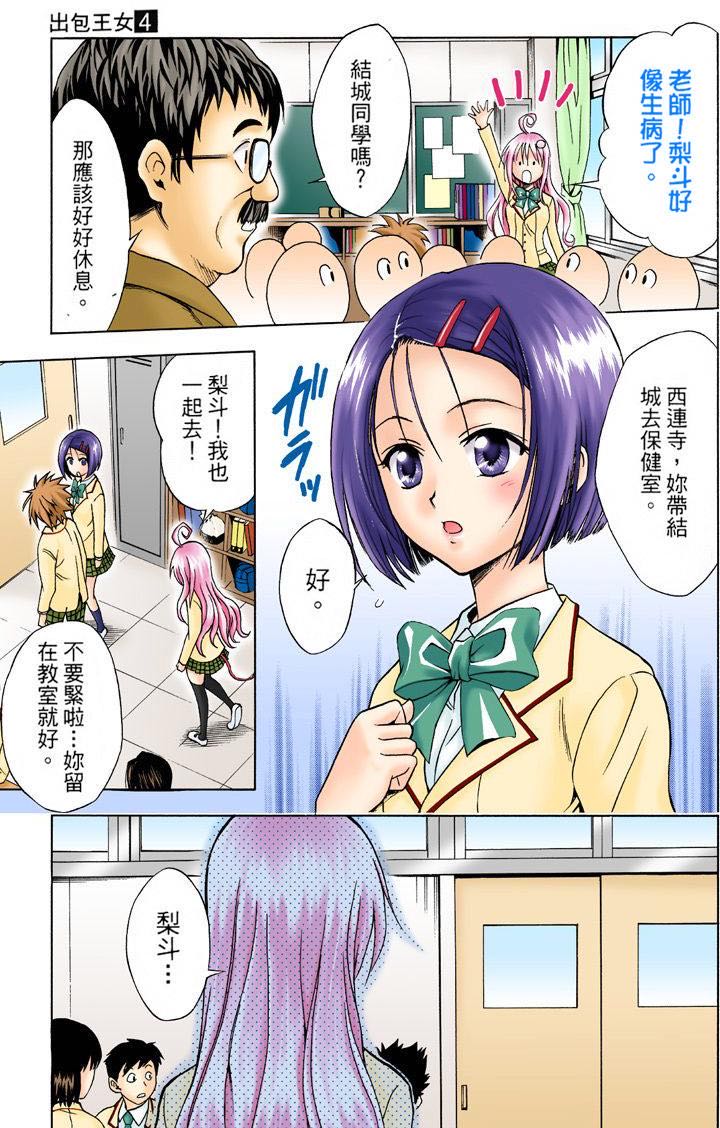 出包王女4
老師！梨斗好
像生病了。
結城同學嗎？
那應該好好休息。
西連寺，妳帶結
城去保健室。
ガラッ
好。
梨斗！我也
一起去！
不要緊啦…妳留
在教室就好。
梨斗…